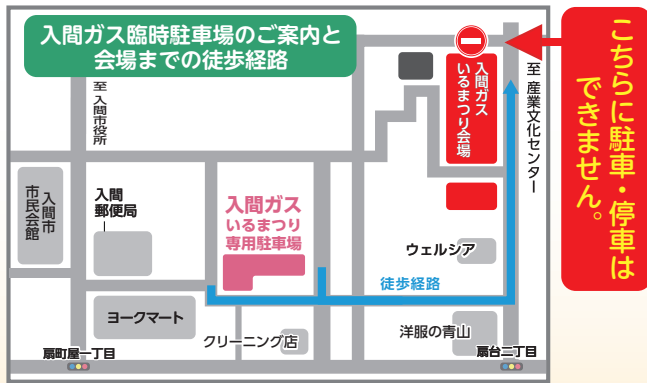 入間ガス臨時駐車場のご案内と
会場までの徒歩経路
こちらに駐車・停車は
できません。
至 入間市役所
入間ガス
いるまつり会場
至 産業文化センター
入間市
市民会館
入間
郵便局
入間ガス
いるまつり
専用駐車場
ウェルシア
徒歩経路
ヨークマート
クリーニング店
洋服の青山
扇町屋一丁目
扇台二丁目